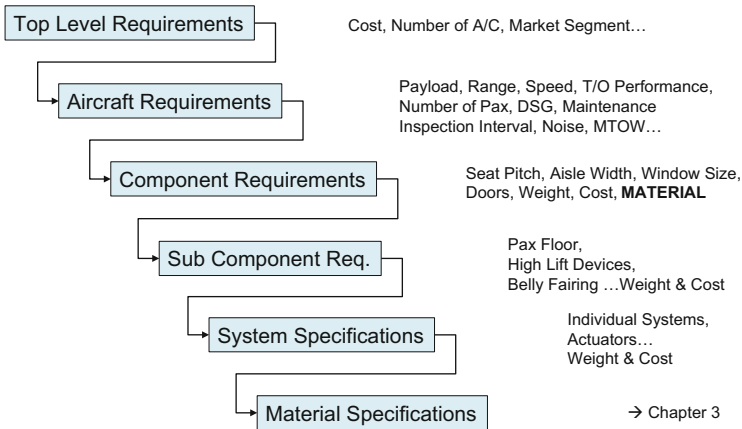 Top Level Requirements
Cost, Number of A/C, Market Segment…
Aircraft Requirements
Payload, Range, Speed, T/O Performance,
Number of Pax, DSG, Maintenance
Inspection Interval, Noise, MTOW…
Component Requirements
Seat Pitch, Aisle Width, Window Size,
Doors, Weight, Cost, MATERIAL
Sub Component Req.
Pax Floor,
High Lift Devices,
Belly Fairing …Weight & Cost
System Specifications
Individual Systems,
Actuators…
Weight & Cost
Material Specifications
→ Chapter 3